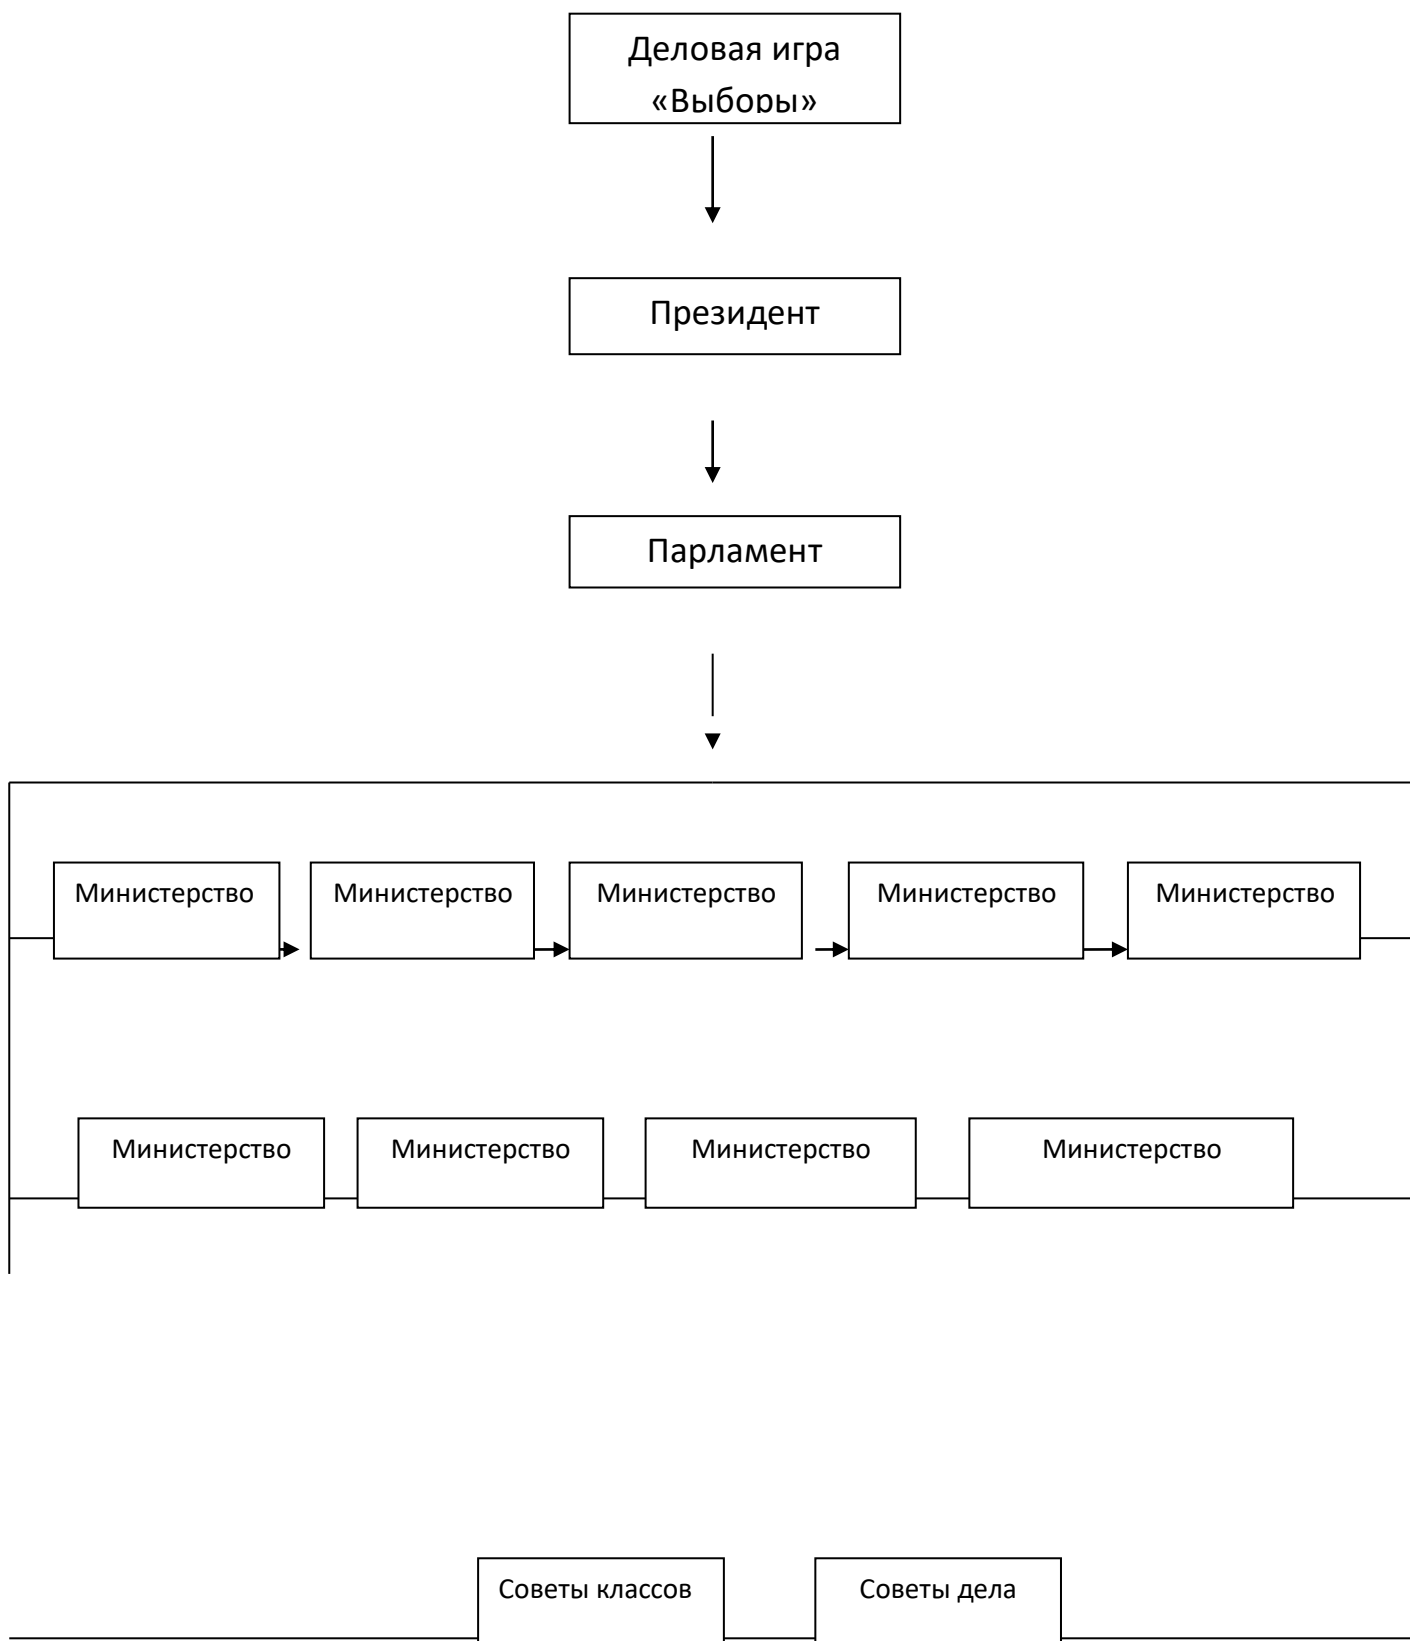 Деловая игра
«Выборы»
Президент
Парламент
Министерство
Министерство
Министерство
Министерство
Министерство
Министерство
Министерство
Министерство
Министерство
Советы классов
Советы дела